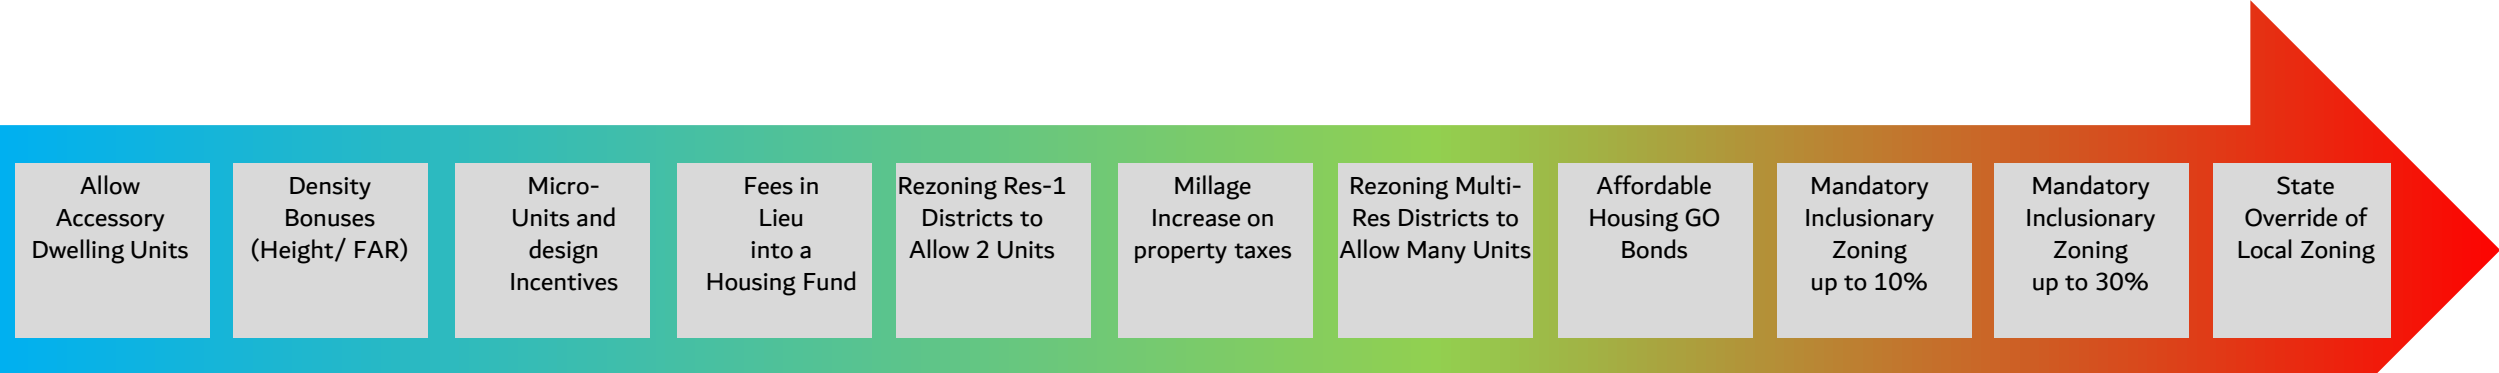 Allow
Accessory
Dwelling Units
Density
Bonuses
(Height/ FAR)
Micro-
Units and
design
Incentives
Fees in
Lieu
into a
Housing Fund
Rezoning Res-1
Districts to
Allow 2 Units
Millage
Increase on
property taxes
Rezoning Multi-
Res Districts to
Allow Many Units
Affordable
Housing GO
Bonds
Mandatory
Inclusionary
Zoning
up to 10%
Mandatory
Inclusionary
Zoning
up to 30%
State
Override of
Local Zoning